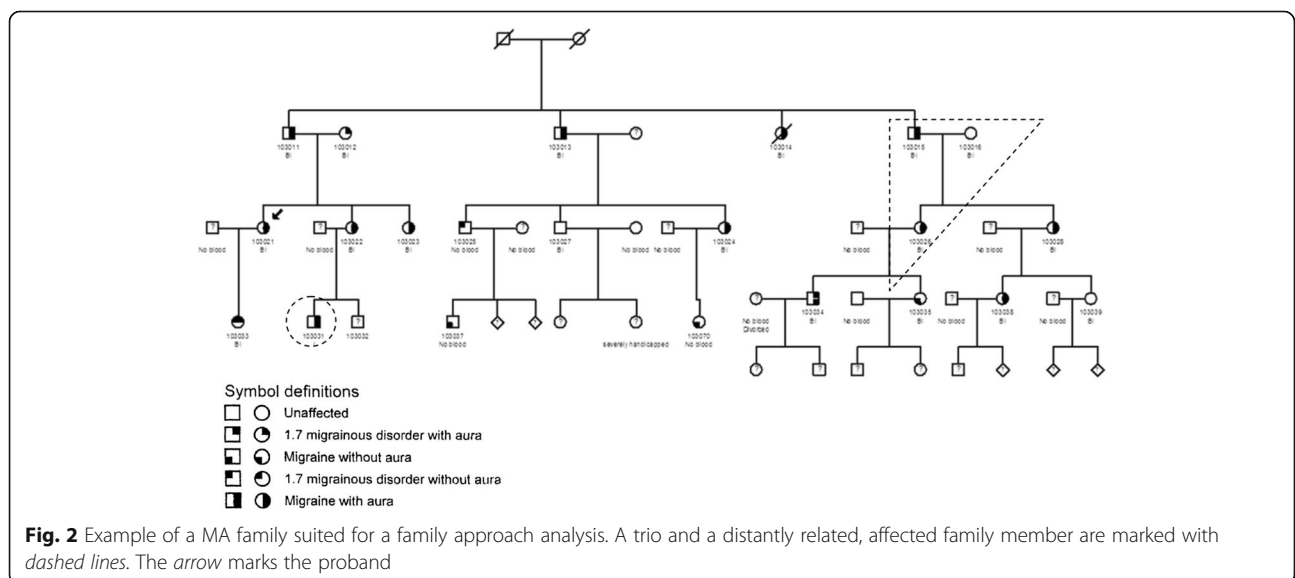 103011 103012 103013 ? 103014 103015 103016
BI BI BI BI BI BI
? 103021 ? 103022 103023 103025 ? 103027 ? 103024 ? 103026 ? 103028
No blood BI No blood BI BI No blood No blood BI No blood No blood BI No blood BI No blood BI
103033 103031 103032 ? 103037 ? ? ? ? 103070 ? 103034 103035 ? 103038 ? 103039
BI No blood severely handicapped No blood No blood BI No blood BI No blood BI No blood BI
Divorced
? ? ? ? ? ? ? ?
Symbol definitions
Unaffected
1.7 migrainous disorder with aura
Migraine without aura
1.7 migrainous disorder without aura
Migraine with aura
Fig. 2 Example of a MA family suited for a family approach analysis. A trio and a distantly related, affected family member are marked with
dashed lines. The arrow marks the proband